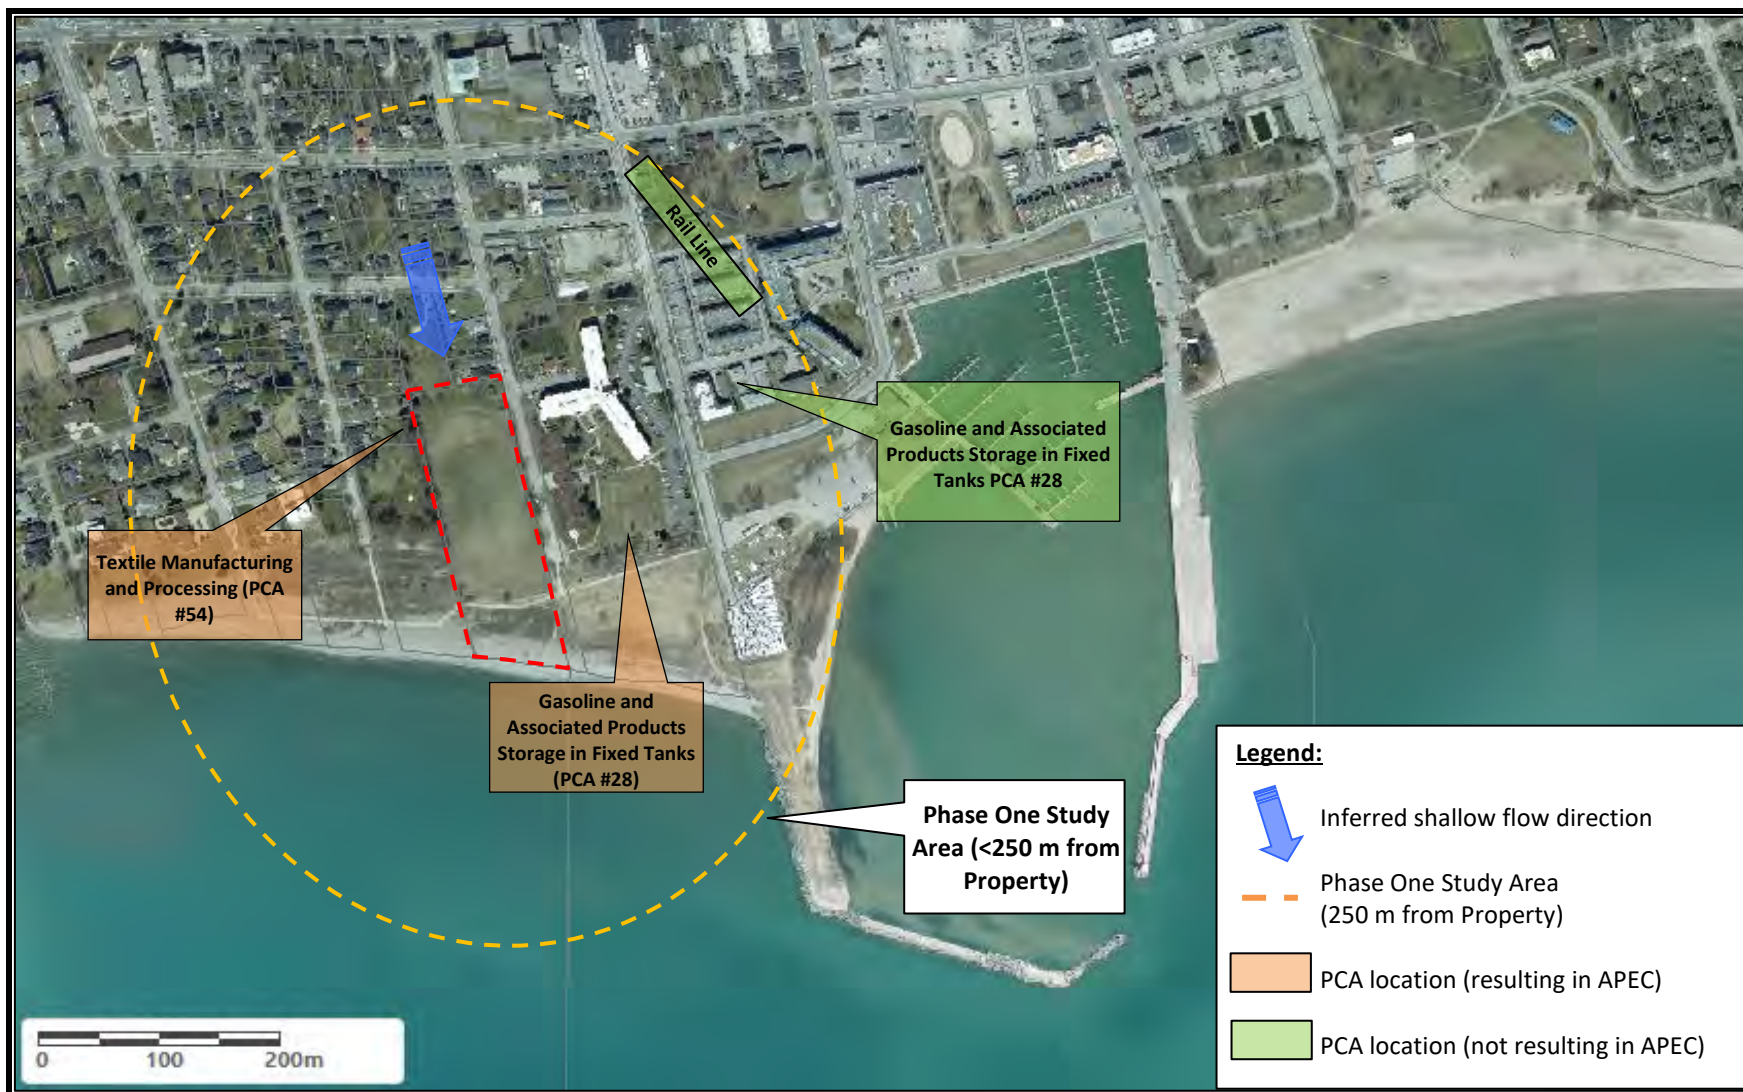 Rail Line
Gasoline and Associated
Products Storage in Fixed
Tanks PCA #28
Textile Manufacturing
and Processing (PCA
#54)
Gasoline and
Associated Products
Storage in Fixed Tanks
(PCA #28)
Phase One Study
Area (<250 m from
Property)
Legend:
Inferred shallow flow direction
Phase One Study Area
(250 m from Property)
PCA location (resulting in APEC)
PCA location (not resulting in APEC)
0 100 200m